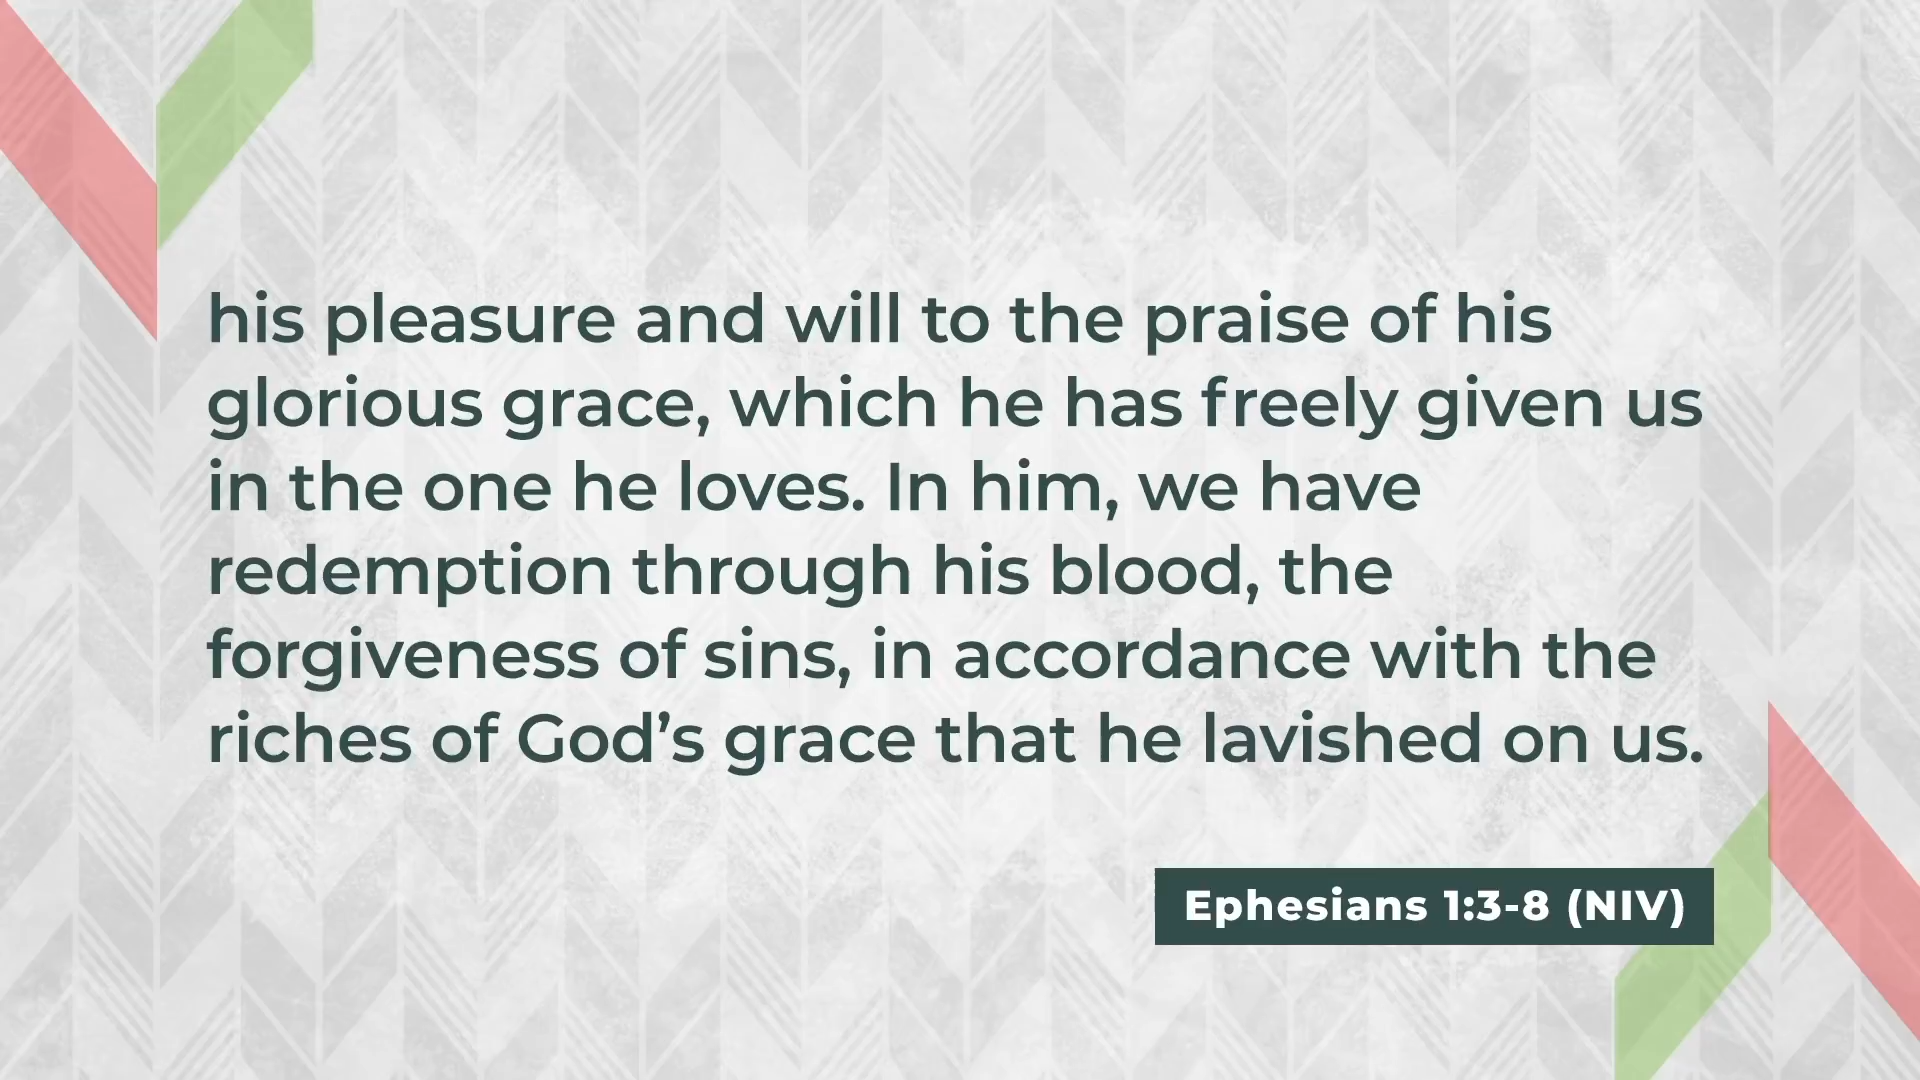 his pleasure and will to the praise of his
glorious grace, which he has freely given us
in the one he loves. In him, we have
redemption through his blood, the
forgiveness of sins, in accordance with the
riches of God’s grace that he lavished on us.
Ephesians 1:3-8 (NIV)